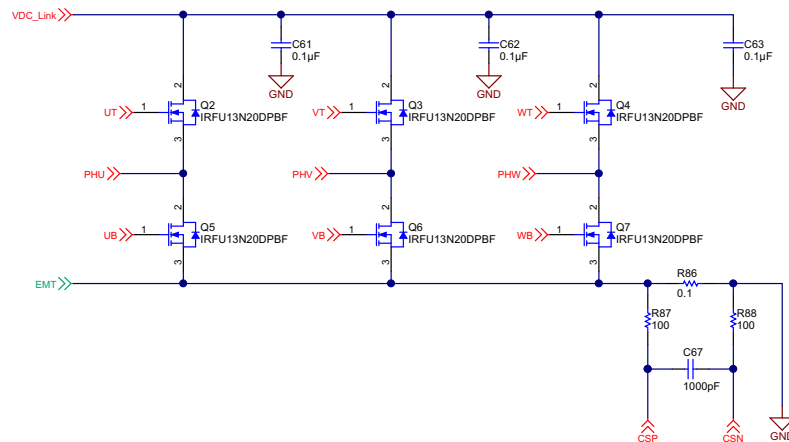 VDC_Link
C61
0.1µF
GND
C62
0.1µF
GND
C63
0.1µF
GND
2
UT
1
Q2
IRFU13N20DPBF
3
2
VT
1
Q3
IRFU13N20DPBF
3
2
WT
1
Q4
IRFU13N20DPBF
3
PHU
PHV
PHW
2
UB
1
Q5
IRFU13N20DPBF
3
2
VB
1
Q6
IRFU13N20DPBF
3
2
WB
1
Q7
IRFU13N20DPBF
3
EMT
R86
0.1
R87
100
R88
100
C67
1000pF
CSP
CSN
GND